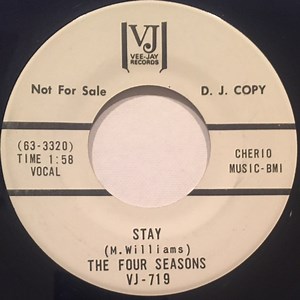 VJ
VEE-JAY
RECORDS
Not For Sale
D. J. COPY
(63-3320)
TIME 1:58
VOCAL
CHERIO
MUSIC-BMI
STAY
(M. Williams)
THE FOUR SEASONS
VJ-719